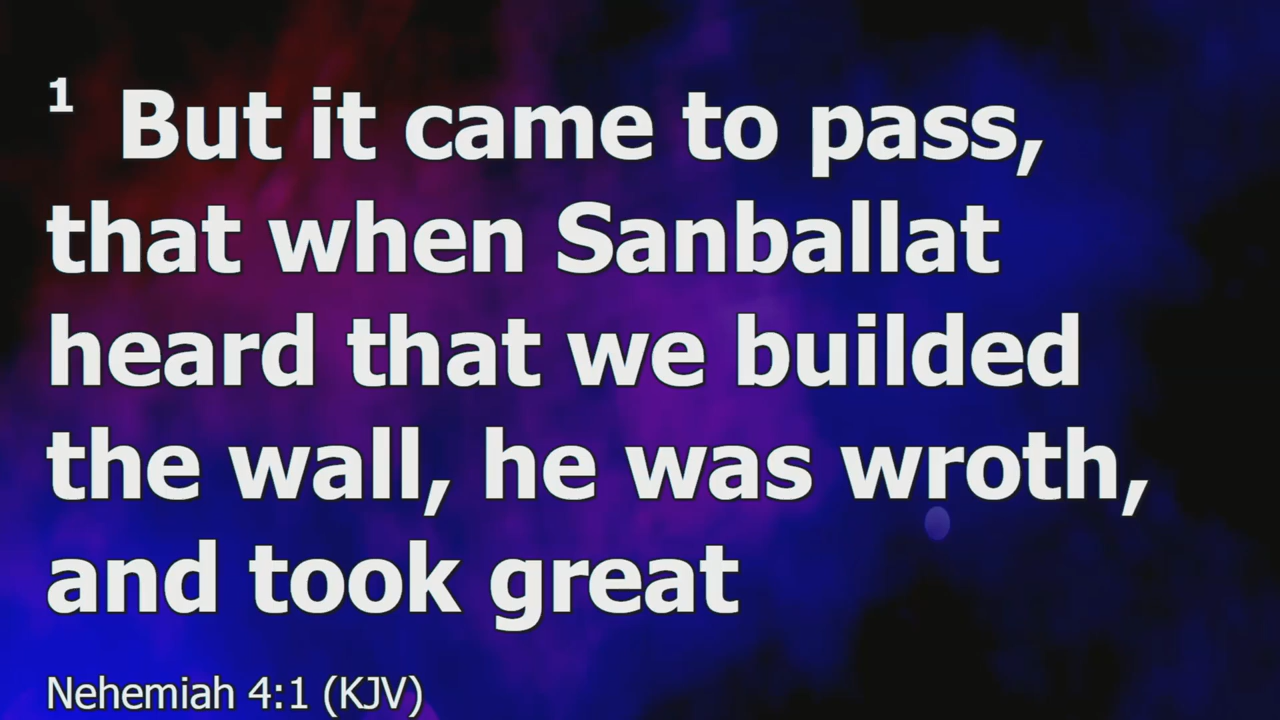 1 But it came to pass,
that when Sanballat
heard that we builded
the wall, he was wroth,
and took great
Nehemiah 4:1 (KJV)